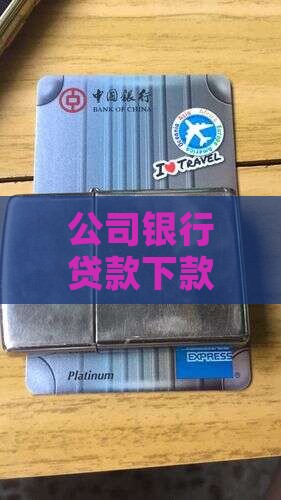 中国银行
BANK OF CHINA
I TRAVEL
公司银行
贷款下款
EXPRESS
Platinum